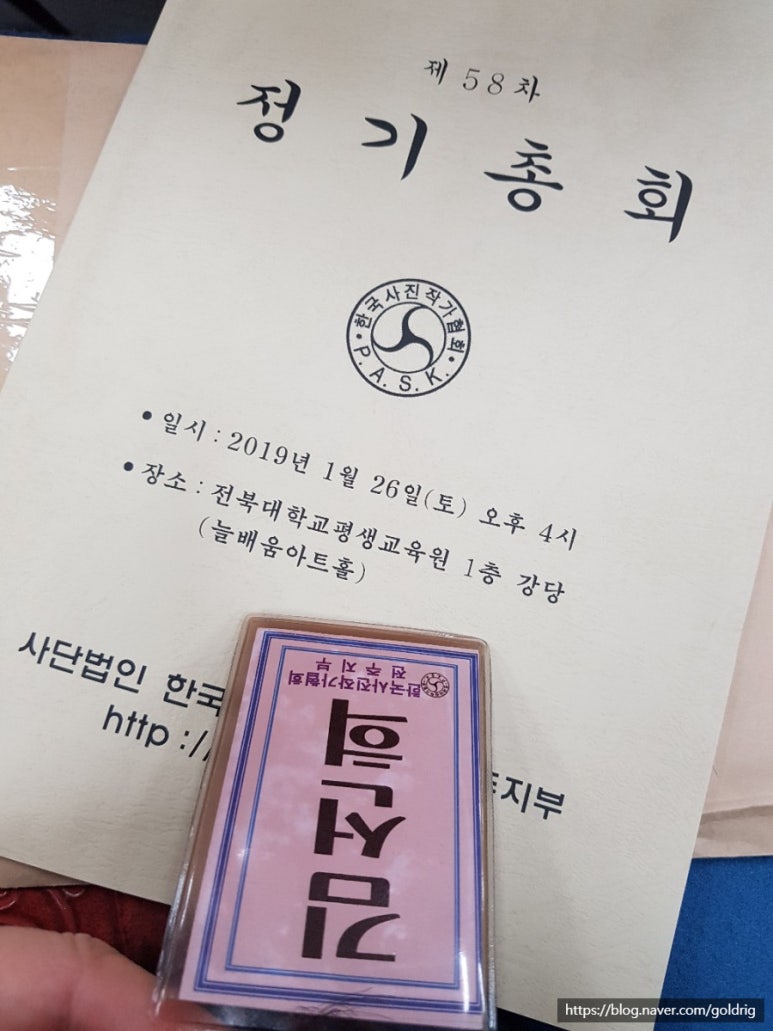 제 58차
정기총회
한국사진작가협회
P.A.S.K.
• 일시 : 2019년 1월 26일(토) 오후 4시
• 장소 : 전북대학교평생교육원 1층 강당
(늘배움아트홀)
사단법인 한국
지부
http://
한국사진작가협회
전주지부
김선희
https://blog.naver.com/goldrig